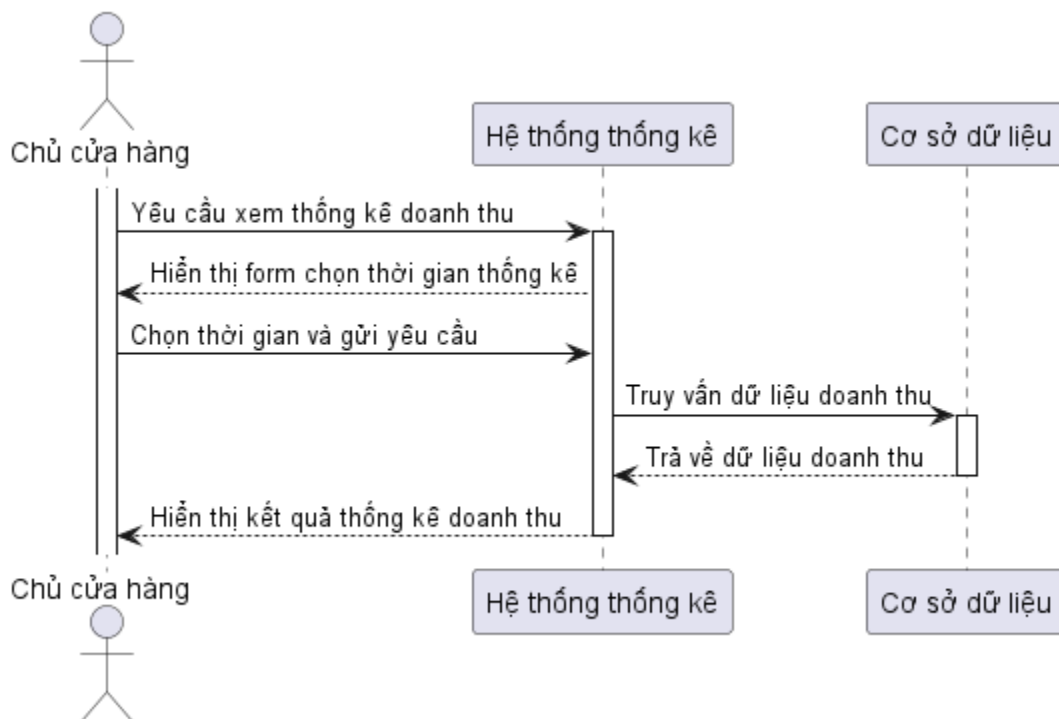 Chủ cửa hàng
Hệ thống thống kê
Cơ sở dữ liệu
Yêu cầu xem thống kê doanh thu
Hiển thị form chọn thời gian thống kê
Chọn thời gian và gửi yêu cầu
Truy vấn dữ liệu doanh thu
Trả về dữ liệu doanh thu
Hiển thị kết quả thống kê doanh thu
Chủ cửa hàng
Hệ thống thống kê
Cơ sở dữ liệu